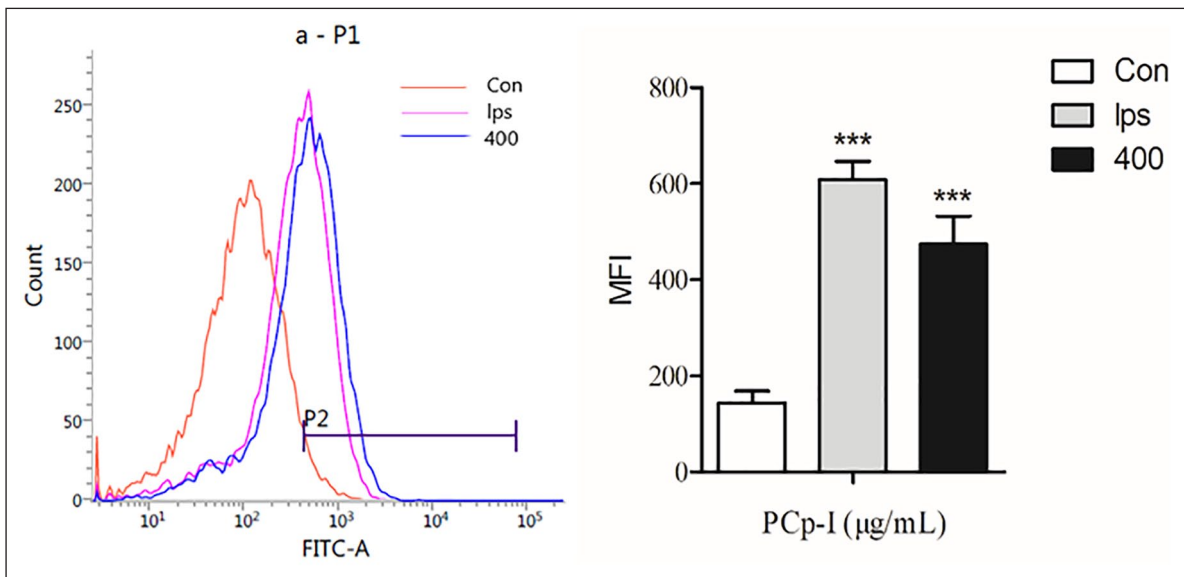 a - P1
Con
lps
400
250
200
150
100
50
0
Count
P2
10¹ 10² 10³ 10⁴ 10⁵
FITC-A
Con
lps
400
800
600
400
200
0
MFI
***
***
PCp-I (μg/mL)